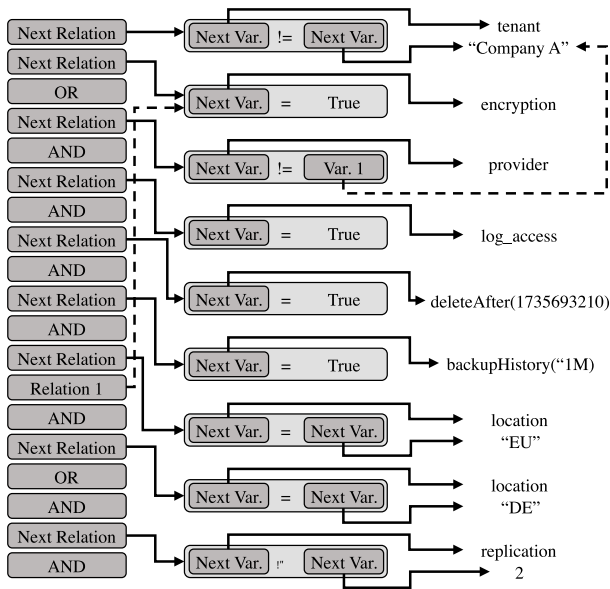 Next Relation
Next Relation
OR
Next Relation
AND
Next Relation
AND
Next Relation
AND
Next Relation
AND
Next Relation
Relation 1
AND
Next Relation
OR
AND
Next Relation
AND
Next Var. != Next Var.
Next Var. = True
Next Var. != Var. 1
Next Var. = True
Next Var. = True
Next Var. = True
Next Var. = Next Var.
Next Var. = Next Var.
Next Var. !" Next Var.
tenant
“Company A”
encryption
provider
log_access
deleteAfter(1735693210)
backupHistory(“1M)
location
“EU”
location
“DE”
replication
2